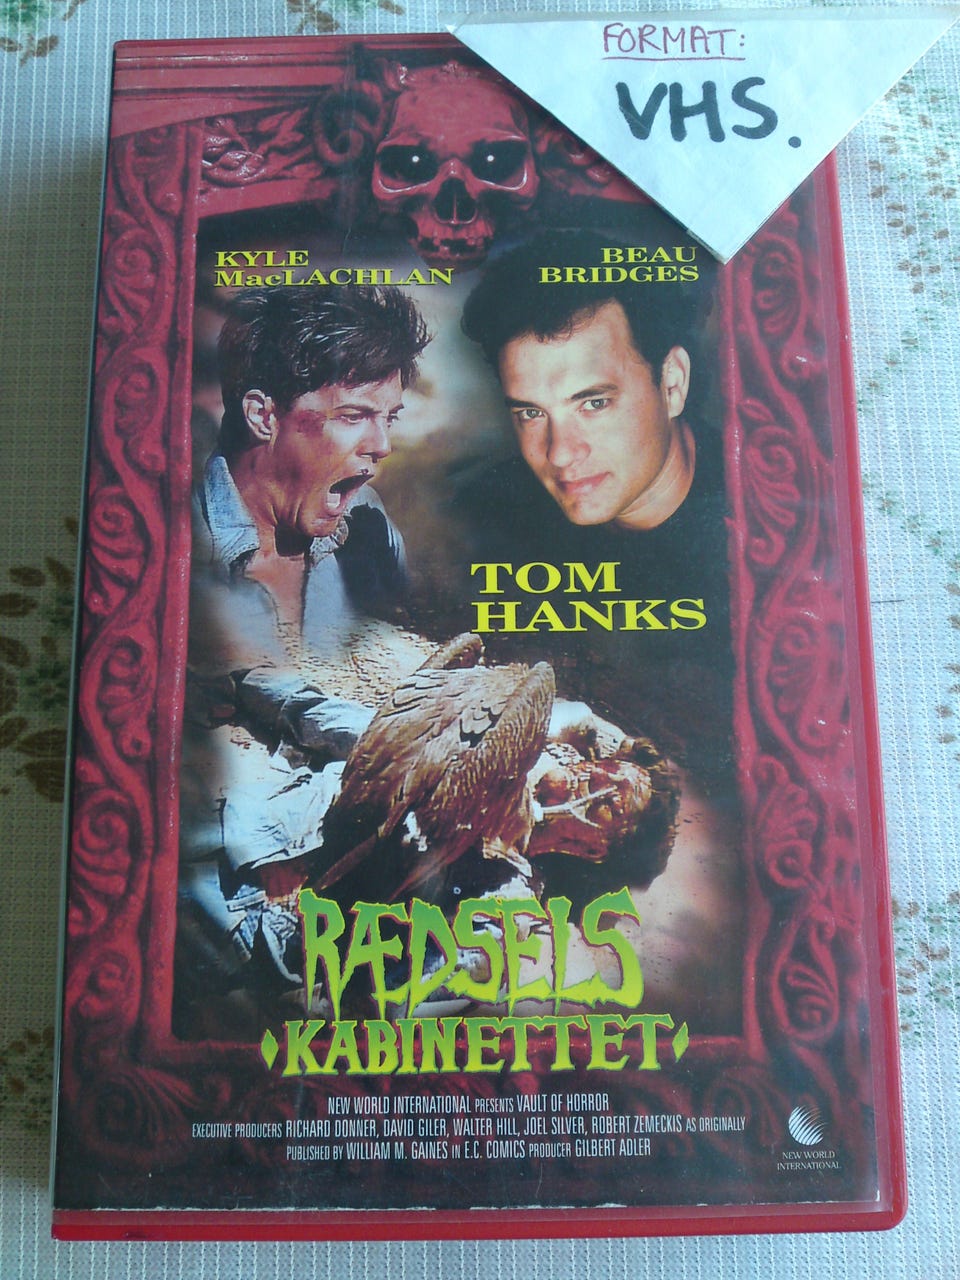 FORMAT:
VHS.
KYLE
MacLACHLAN
BEAU
BRIDGES
TOM
HANKS
RÆDSELS
KABINETTET
NEW WORLD INTERNATIONAL PRESENTS VAULT OF HORROR
EXECUTIVE PRODUCERS RICHARD DONNER, DAVID GILER, WALTER HILL, JOEL SILVER, ROBERT ZEMECKIS AS ORIGINALLY
PUBLISHED BY WILLIAM M. GAINES IN E.C. COMICS PRODUCER GILBERT ADLER
NEW WORLD
INTERNATIONAL